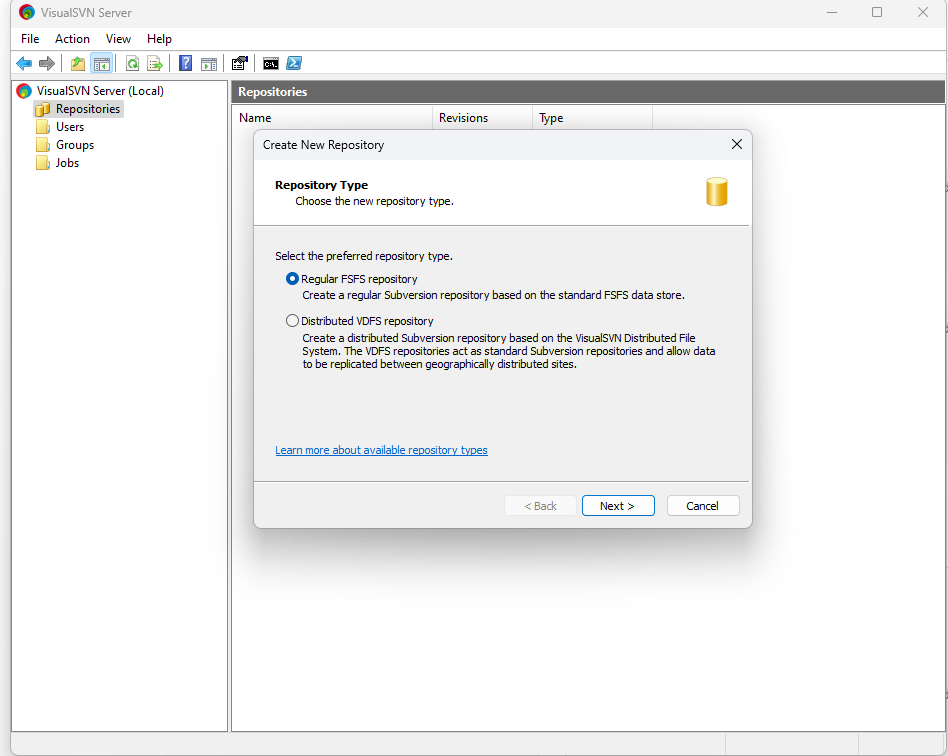 VisualSVN Server
File Action View Help
C:\.
VisualSVN Server (Local)
Repositories
Users
Groups
Jobs
Repositories
Name Revisions Type
Create New Repository
Repository Type
Choose the new repository type.
Select the preferred repository type.
Regular FSFS repository
Create a regular Subversion repository based on the standard FSFS data store.
Distributed VDFS repository
Create a distributed Subversion repository based on the VisualSVN Distributed File
System. The VDFS repositories act as standard Subversion repositories and allow data
to be replicated between geographically distributed sites.
Learn more about available repository types
< Back Next > Cancel